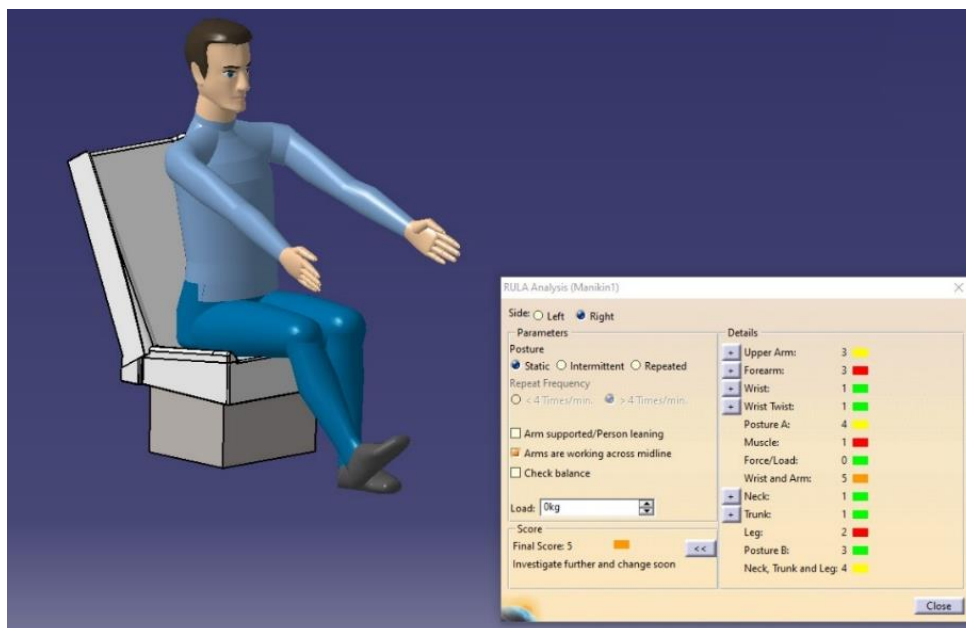 RULA Analysis (Manikin1)
Side: Left Right
Parameters
Posture
Static Intermittent Repeated
Repeat Frequency
< 4 Times/min. > 4 Times/min.
Arm supported/Person leaning
Arms are working across midline
Check balance
Load: 0kg
Score
Final Score: 5
<<
Investigate further and change soon
Details
+ Upper Arm: 3
+ Forearm: 3
+ Wrist: 1
+ Wrist Twist: 1
Posture A: 4
Muscle: 1
Force/Load: 0
Wrist and Arm: 5
+ Neck: 1
+ Trunk: 1
Leg: 2
Posture B: 3
Neck, Trunk and Leg: 4
Close